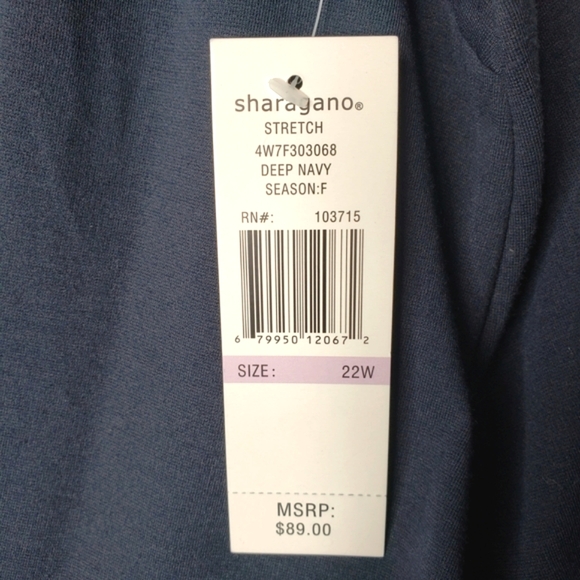 sharagano®
STRETCH
4W7F303068
DEEP NAVY
SEASON:F
RN#: 103715
6 79950 12067 2
SIZE: 22W
MSRP:
$89.00